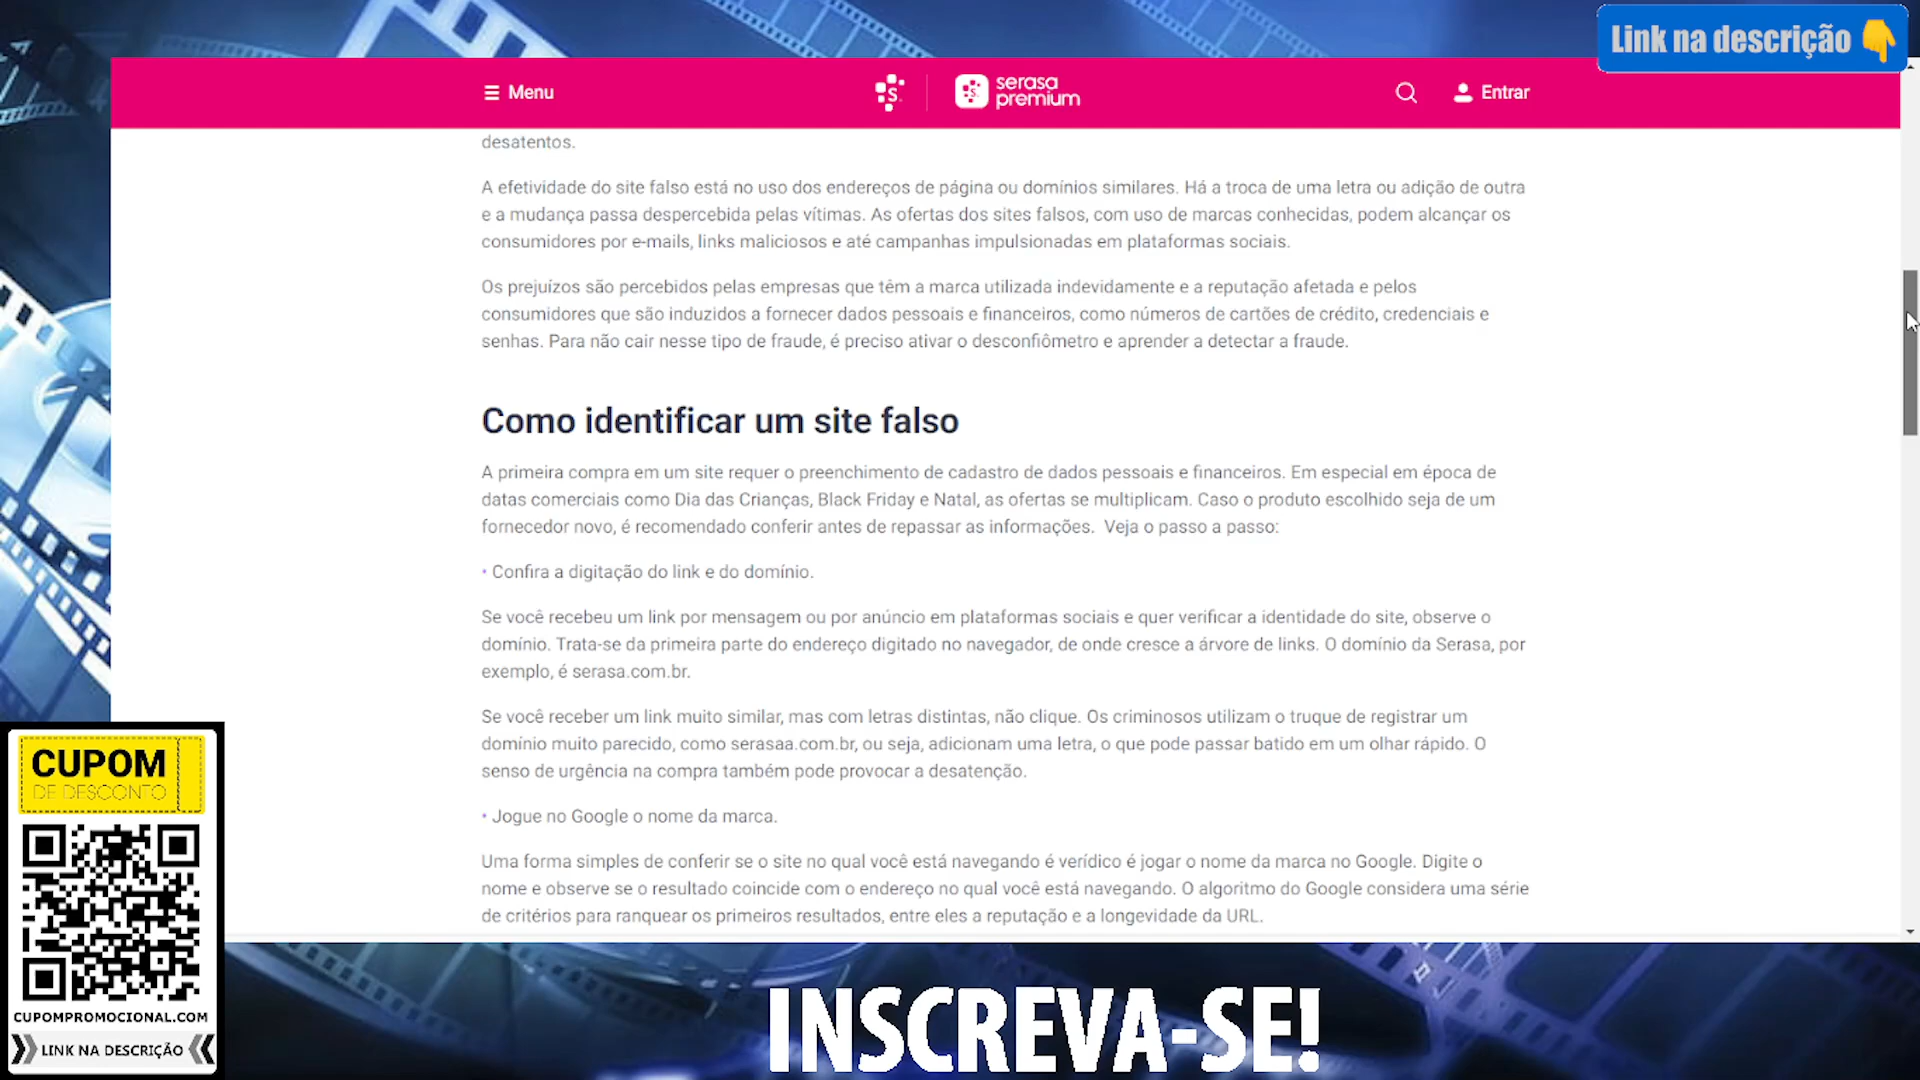 Link na descrição
Menu
S.
serasa
premium
Entrar
desatentos.
A efetividade do site falso está no uso dos endereços de página ou domínios similares. Há a troca de uma letra ou adição de outra
e a mudança passa despercebida pelas vítimas. As ofertas dos sites falsos, com uso de marcas conhecidas, podem alcançar os
consumidores por e-mails, links maliciosos e até campanhas impulsionadas em plataformas sociais.
Os prejuízos são percebidos pelas empresas que têm a marca utilizada indevidamente e a reputação afetada e pelos
consumidores que são induzidos a fornecer dados pessoais e financeiros, como números de cartões de crédito, credenciais e
senhas. Para não cair nesse tipo de fraude, é preciso ativar o desconfiômetro e aprender a detectar a fraude.
Como identificar um site falso
A primeira compra em um site requer o preenchimento de cadastro de dados pessoais e financeiros. Em especial em época de
datas comerciais como Dia das Crianças, Black Friday e Natal, as ofertas se multiplicam. Caso o produto escolhido seja de um
fornecedor novo, é recomendado conferir antes de repassar as informações. Veja o passo a passo:
• Confira a digitação do link e do domínio.
Se você recebeu um link por mensagem ou por anúncio em plataformas sociais e quer verificar a identidade do site, observe o
domínio. Trata-se da primeira parte do endereço digitado no navegador, de onde cresce a árvore de links. O domínio da Serasa, por
exemplo, é serasa.com.br.
Se você receber um link muito similar, mas com letras distintas, não clique. Os criminosos utilizam o truque de registrar um
domínio muito parecido, como serasaa.com.br, ou seja, adicionam uma letra, o que pode passar batido em um olhar rápido. O
senso de urgência na compra também pode provocar a desatenção.
• Jogue no Google o nome da marca.
Uma forma simples de conferir se o site no qual você está navegando é verídico é jogar o nome da marca no Google. Digite o
nome e observe se o resultado coincide com o endereço no qual você está navegando. O algoritmo do Google considera uma série
de critérios para ranquear os primeiros resultados, entre eles a reputação e a longevidade da URL.
CUPOM
DE DESCONTO
CUPOMPROMOCIONAL.COM
LINK NA DESCRIÇÃO
INSCREVA-SE!